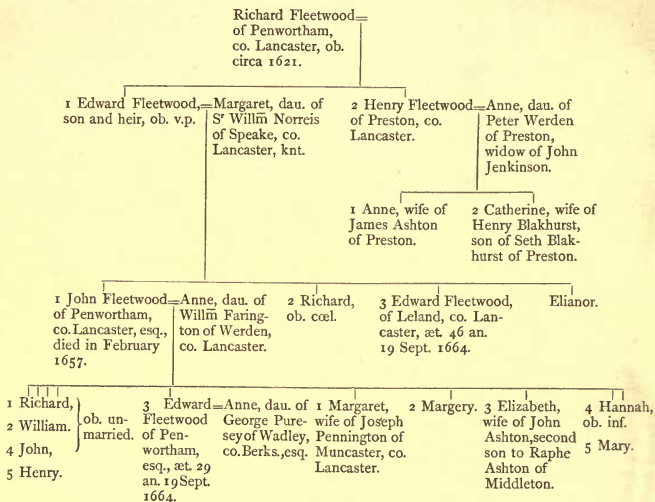 Richard Fleetwood=
of Penwortham,
co. Lancaster, ob.
circa 1621.
1 Edward Fleetwood,=Margaret, dau. of
son and heir, ob. v.p.
Sʳ Willm̄ Norreis
of Speake, co.
Lancaster, knt.
2 Henry Fleetwood=Anne, dau. of
of Preston, co.
Lancaster.
Peter Werden
of Preston,
widow of John
Jenkinson.
1 Anne, wife of
James Ashton
of Preston.
2 Catherine, wife of
Henry Blakhurst,
son of Seth Blak-
hurst of Preston.
1 John Fleetwood=Anne, dau. of
of Penwortham,
co. Lancaster, esq.,
died in February
1657.
Willm̄ Faring-
ton of Werden,
co. Lancaster.
2 Richard,
ob. cœl.
3 Edward Fleetwood,
of Leland, co. Lan-
caster, æt. 46 an.
19 Sept. 1664.
Elianor.
1 Richard,
2 William.
4 John,
5 Henry.
ob. un-
married.
3 Edward=Anne, dau. of
Fleetwood
of Pen-
wortham,
esq., æt. 29
an. 19 Sept.
1664.
George Pure-
sey of Wadley,
co. Berks., esq.
1 Margaret,
wife of Joseph
Pennington of
Muncaster, co.
Lancaster.
2 Margery.
3 Elizabeth,
wife of John
Ashton, second
son to Raphe
Ashton of
Middleton.
4 Hannah,
ob. inf.
5 Mary.